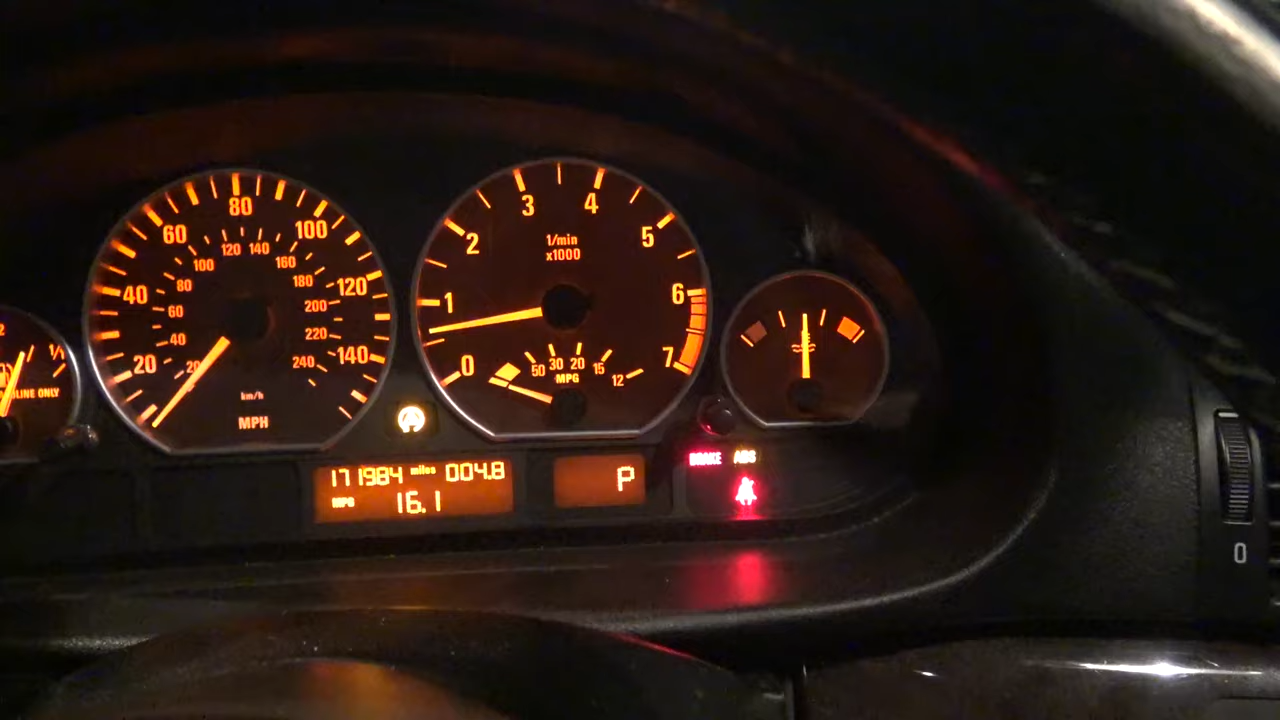 2
1/1
LINE ONLY
20
40
60
80
100
120
140
20
40
60
80
100
120 140
160
180
200
220
240
km/h
MPH
0
1
2
3
4
5
6
7
1/min
x1000
50 30 20 15 12
MPG
171984 miles 004.8
MPG 16.1
P
BRAKE ABS
0